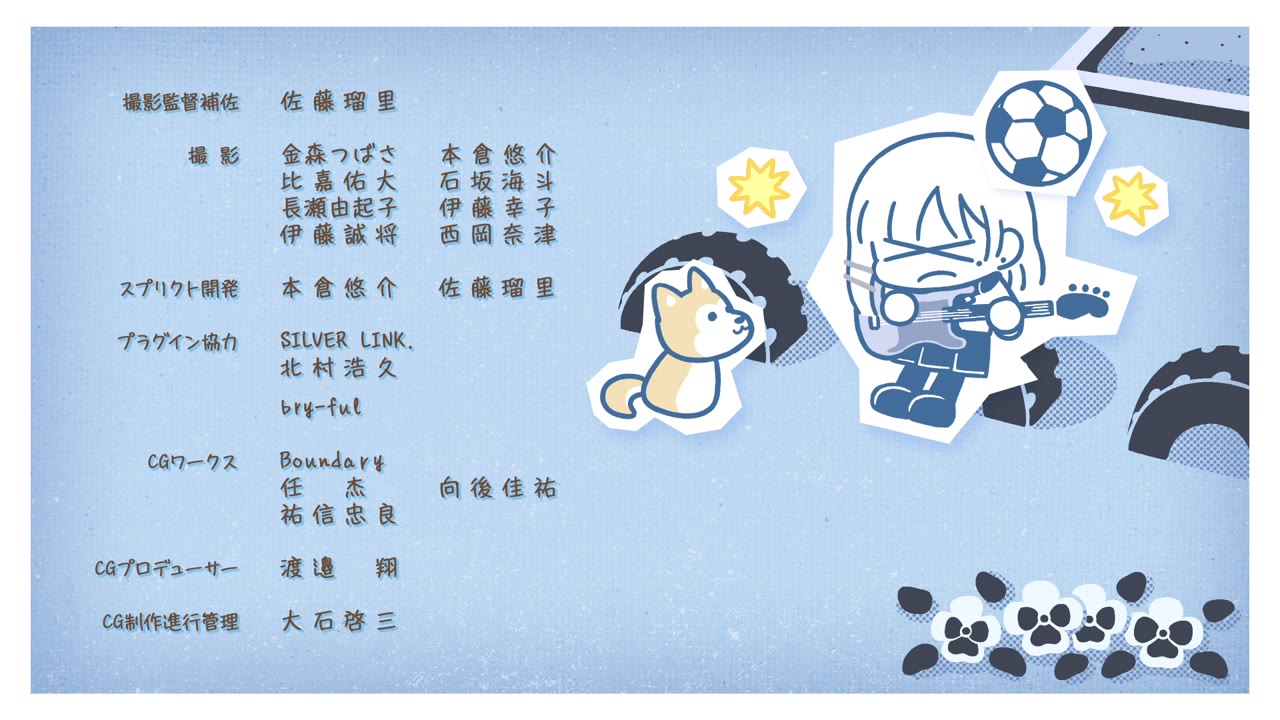 撮影監督補佐 佐藤瑠里
撮影 金森つばさ 本倉悠介
比嘉佑大 石坂海斗
長瀬由起子 伊藤幸子
伊藤誠将 西岡奈津
スプリクト開発 本倉悠介 佐藤瑠里
プラグイン協力 SILVER LINK.
北村浩久
bry-ful
CGワークス Boundary
任 杰 向後佳祐
祐信忠良
CGプロデューサー 渡邉 翔
CG制作進行管理 大石啓三